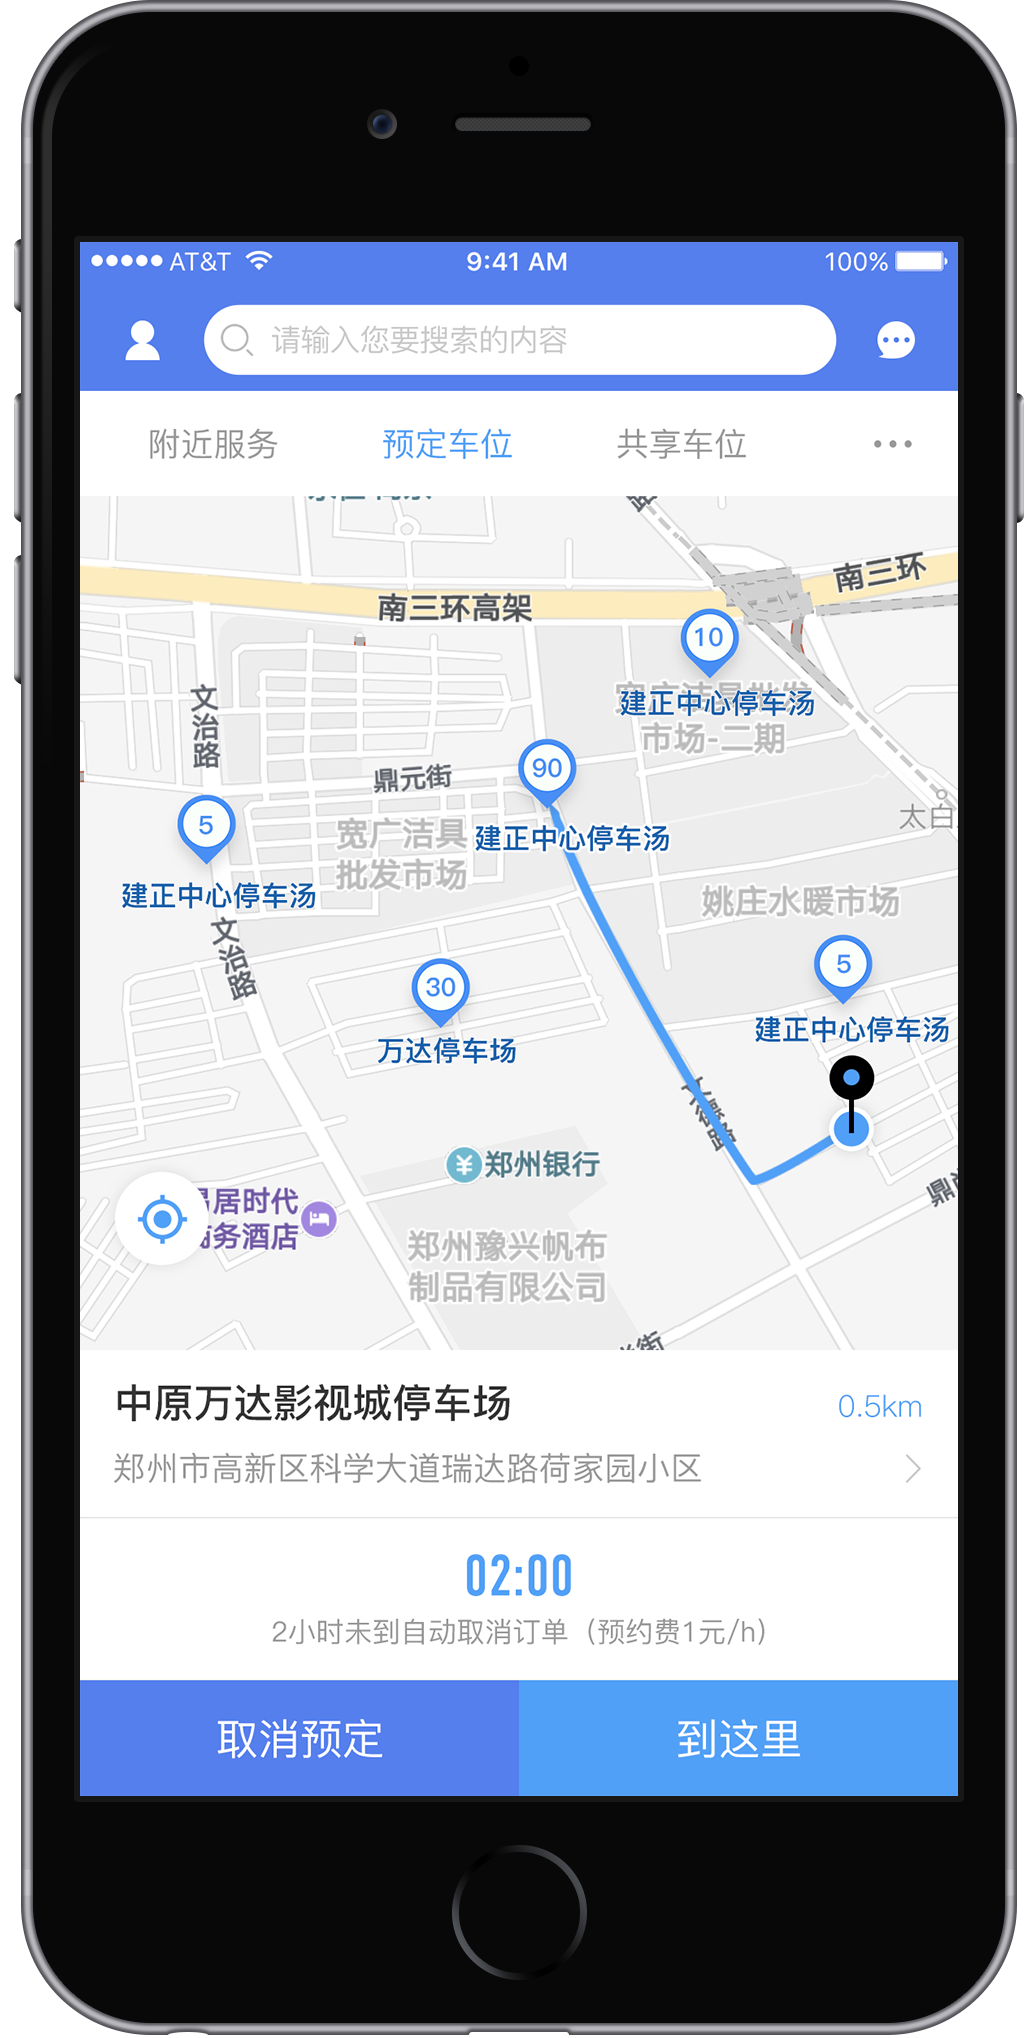 AT&T 9:41 AM 100%
请输入您要搜索的内容
附近服务 预定车位 共享车位
南三环
南三环高架
10
建正中心停车汤
市场-二期
文治路
90
鼎元街
太白
5
宽广洁具
批发市场
建正中心停车汤
建正中心停车汤
姚庄水暖市场
文治路
5
30
建正中心停车汤
万达停车场
郑州银行
居时代
务酒店
郑州豫兴帆布
制品有限公司
中原万达影视城停车场
0.5km
郑州市高新区科学大道瑞达路荷家园小区
02:00
2小时未到自动取消订单（预约费1元/h）
取消预定 到这里